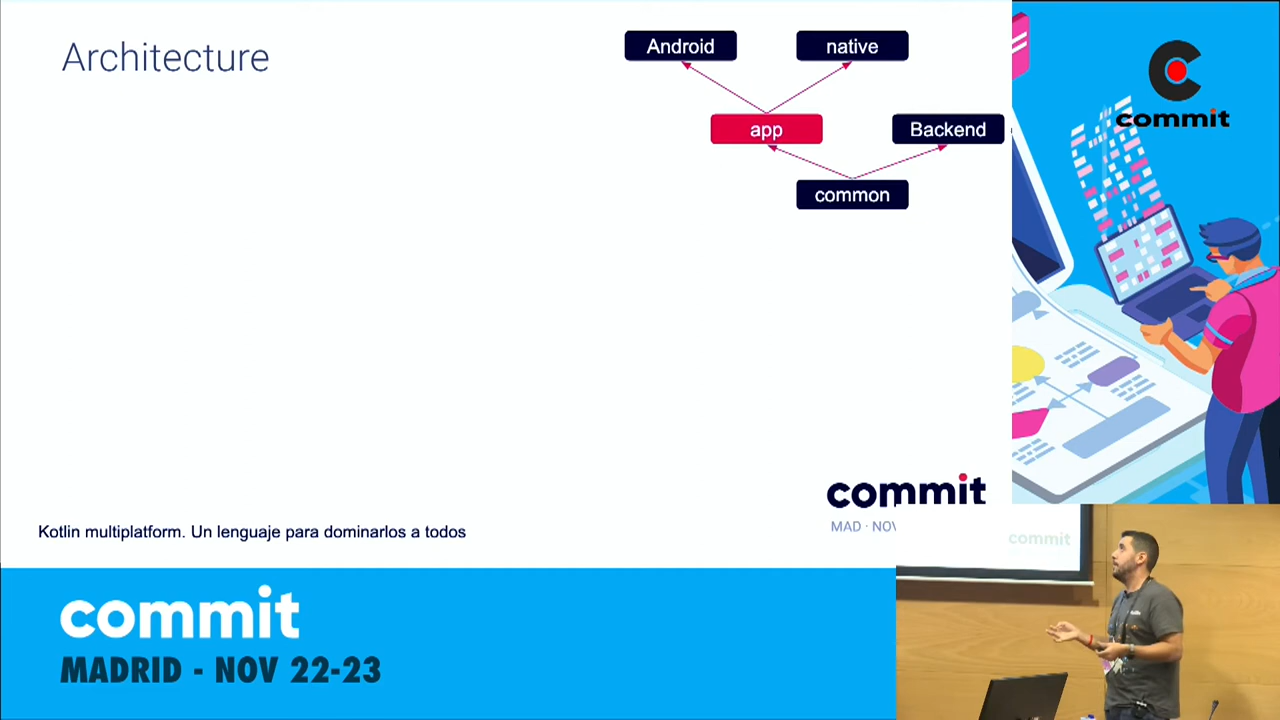 Architecture
Android
native
app
Backend
common
commit
MAD · NOV
Kotlin multiplatform. Un lenguaje para dominarlos a todos
commit
commit
commit
MADRID - NOV 22-23